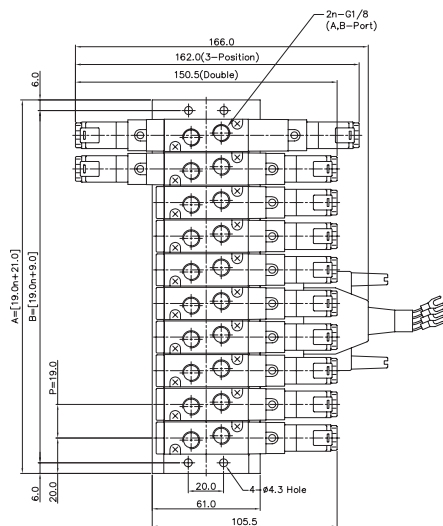 166.0
2n-G1/8
(A,B-Port)
162.0(3-Position)
150.5(Double)
6.0
A=[19.0n+21.0]
B=[19.0n+9.0]
P=19.0
20.0
6.0
20.0
4-ø4.3 Hole
61.0
105.5